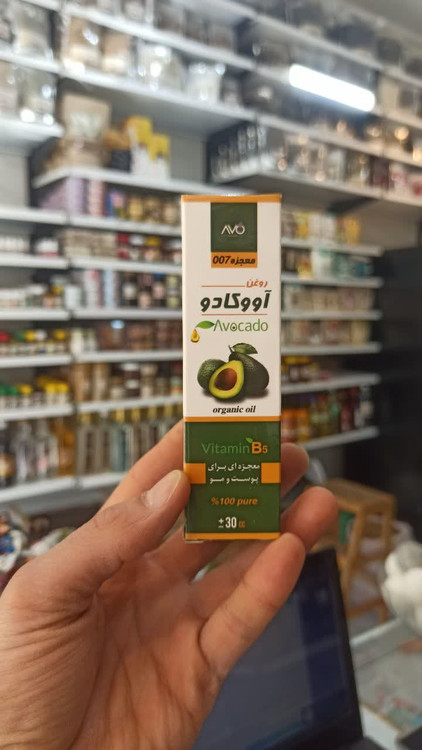 AVO
معجزه 007
روغن
آووکادو
Avocado
organic oil
Vitamin B5
معجزه ای برای
پوست و مو
%100 pure
±30 cc